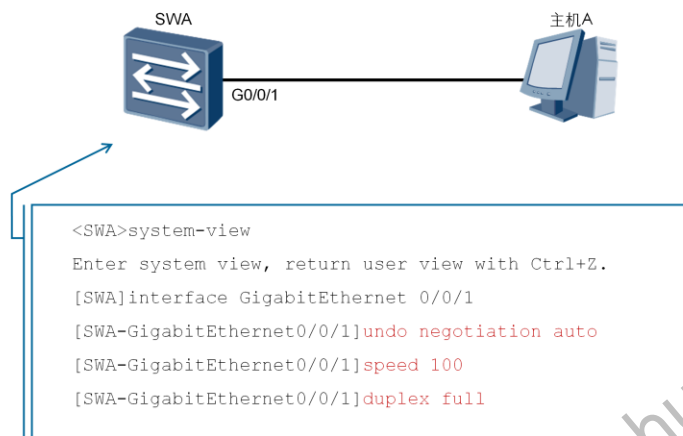 SWA
主机A
G0/0/1
<SWA>system-view
Enter system view, return user view with Ctrl+Z.
[SWA]interface GigabitEthernet 0/0/1
[SWA-GigabitEthernet0/0/1]undo negotiation auto
[SWA-GigabitEthernet0/0/1]speed 100
[SWA-GigabitEthernet0/0/1]duplex full